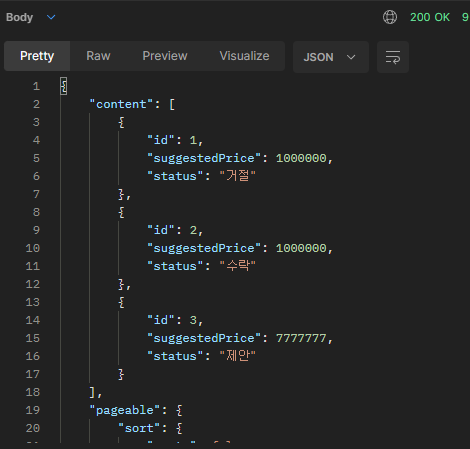 Body 200 OK 9
Pretty Raw Preview Visualize JSON
1 {
2 "content": [
3 {
4 "id": 1,
5 "suggestedPrice": 1000000,
6 "status": "거절"
7 },
8 {
9 "id": 2,
10 "suggestedPrice": 1000000,
11 "status": "수락"
12 },
13 {
14 "id": 3,
15 "suggestedPrice": 7777777,
16 "status": "제안"
17 }
18 ],
19 "pageable": {
20 "sort": {